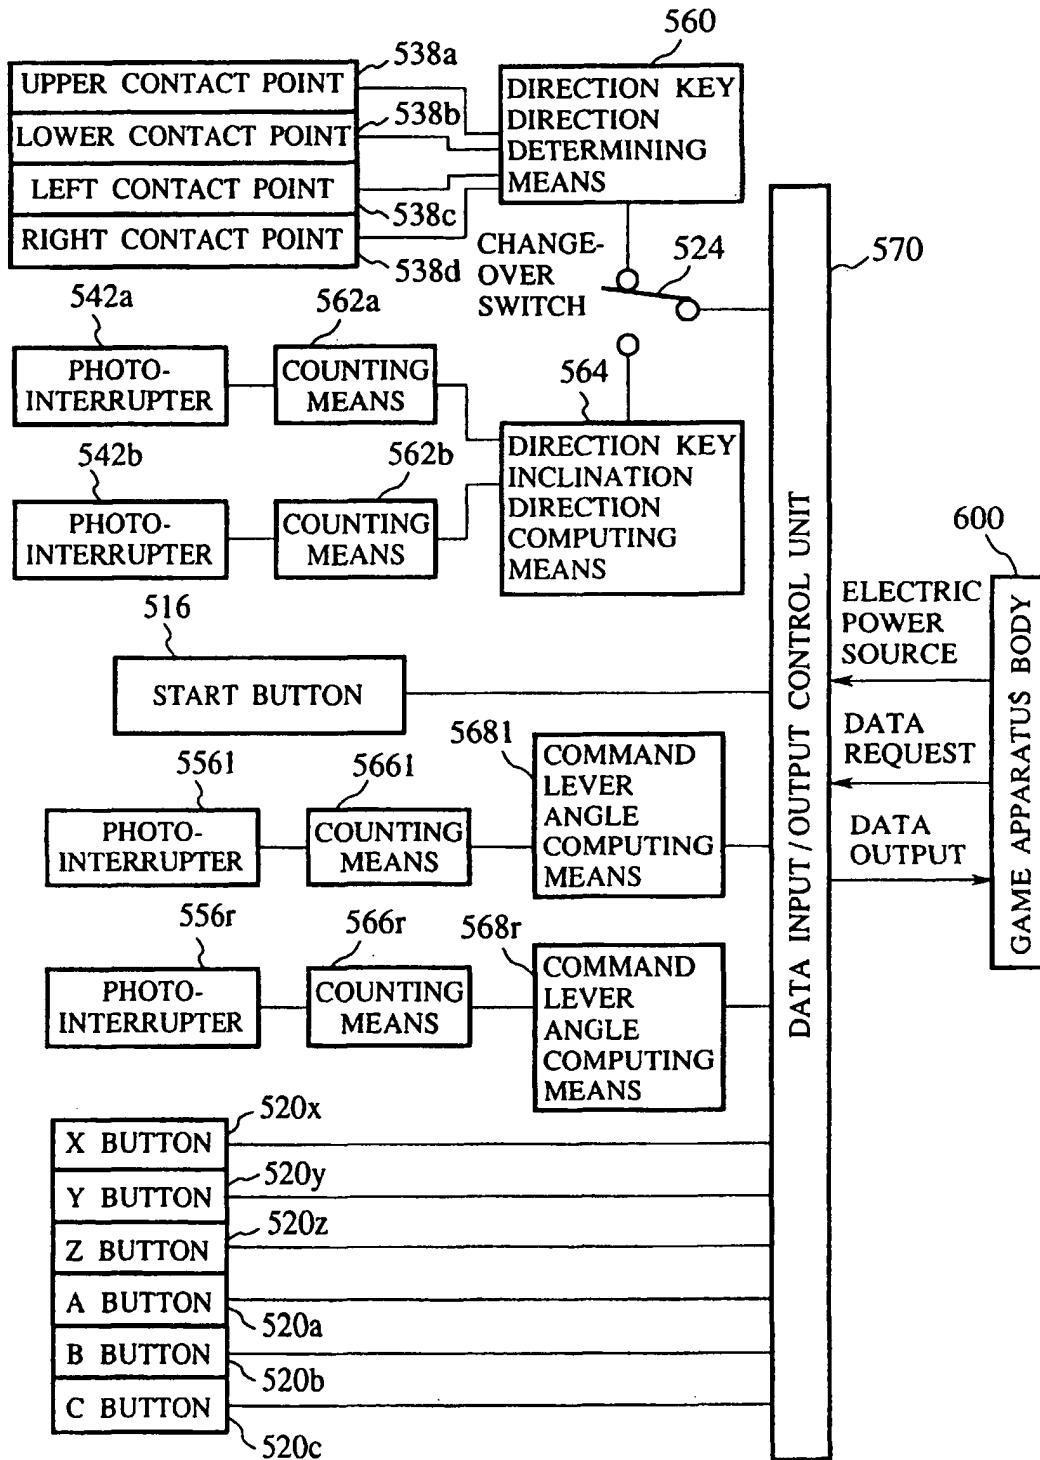 560
538a
UPPER CONTACT POINT
538b
LOWER CONTACT POINT
LEFT CONTACT POINT
538c
RIGHT CONTACT POINT
538d
DIRECTION KEY
DIRECTION
DETERMINING
MEANS
CHANGE-
OVER
SWITCH
524
570
542a
PHOTO-
INTERRUPTER
562a
COUNTING
MEANS
564
542b
PHOTO-
INTERRUPTER
562b
COUNTING
MEANS
DIRECTION KEY
INCLINATION
DIRECTION
COMPUTING
MEANS
516
START BUTTON
5561
PHOTO-
INTERRUPTER
5661
COUNTING
MEANS
5681
COMMAND
LEVER
ANGLE
COMPUTING
MEANS
556r
PHOTO-
INTERRUPTER
566r
COUNTING
MEANS
568r
COMMAND
LEVER
ANGLE
COMPUTING
MEANS
X BUTTON
520x
Y BUTTON
520y
Z BUTTON
520z
A BUTTON
520a
B BUTTON
520b
C BUTTON
520c
DATA INPUT/OUTPUT CONTROL UNIT
ELECTRIC
POWER
SOURCE
DATA
REQUEST
DATA
OUTPUT
600
GAME APPARATUS BODY